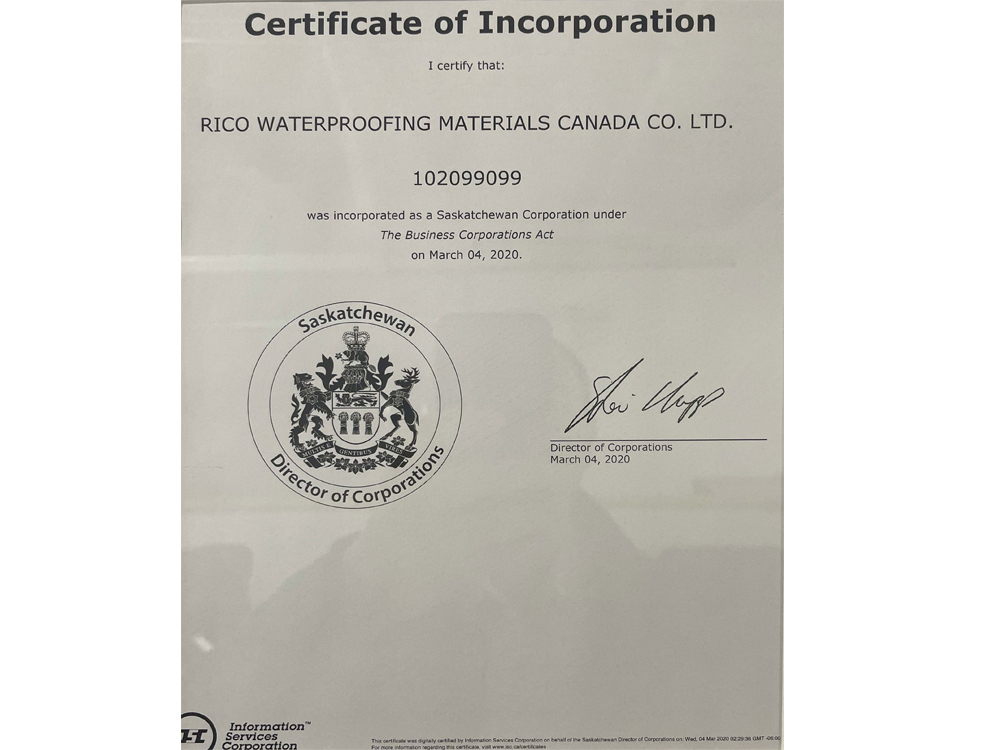 Certificate of Incorporation
I certify that:
RICO WATERPROOFING MATERIALS CANADA CO. LTD.
102099099
was incorporated as a Saskatchewan Corporation under
The Business Corporations Act
on March 04, 2020.
Saskatchewan
GENTIBUS
Director of Corporations
Director of Corporations
March 04, 2020
Information™
Services
Corporation
This certificate was digitally certified by Information Services Corporation on behalf of the Saskatchewan Director of Corporations on: Wed, 04 Mar 2020 02:29:36 GMT -06:00
For more information regarding this certificate, visit www.isc.ca/certificates